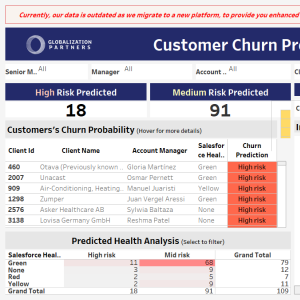 Currently, our data is outdated as we migrate to a new platform, to provide you enhanced
GLOBALIZATION
PARTNERS
Customer Churn Pre
Senior M.. All
Manager All
Account .. All
High Risk Predicted
18
Medium Risk Predicted
91
Customers's Churn Probability (Hover for more details)
Client ID Client Name Account Manager Salesfor ce Heal.. Churn Prediction
460 Otava (Previously known .. Gloria Martinez Green High risk
2007 Unacast Osmar Pernett Green High risk
909 Air-Conditioning, Heating.. Manuel Juaristi Yellow High risk
1298 Zumper Juan Vergel Aressi Green High risk
2576 Asker Healthcare AB Sylwia Baltaza None High risk
3138 Lovisa Germany GmbH Reshma Patel None High risk
Predicted Health Analysis (Select to filter)
Salesforce Heal.. High risk Mid risk Grand Total
Green 11 68 79
None 3 9 12
Red 2 5 7
Yellow 2 9 11
Grand Total 18 91 109